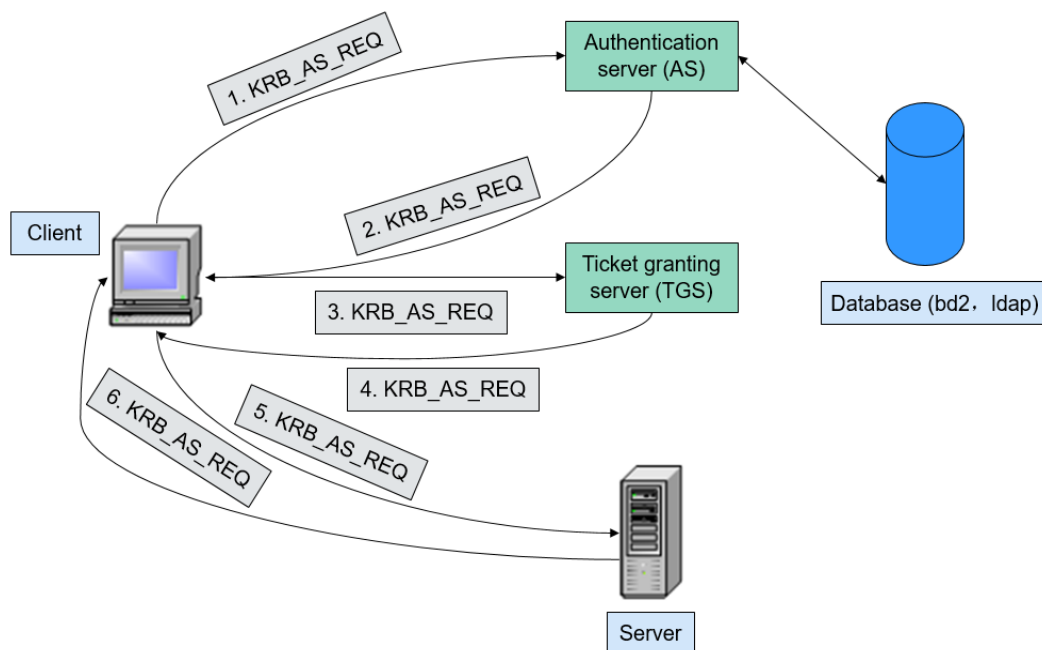 1. KRB_AS_REQ
Authentication
server (AS)
2. KRB_AS_REQ
Client
Ticket granting
server (TGS)
Database (bd2，ldap)
3. KRB_AS_REQ
4. KRB_AS_REQ
6. KRB_AS_REQ
5. KRB_AS_REQ
Server